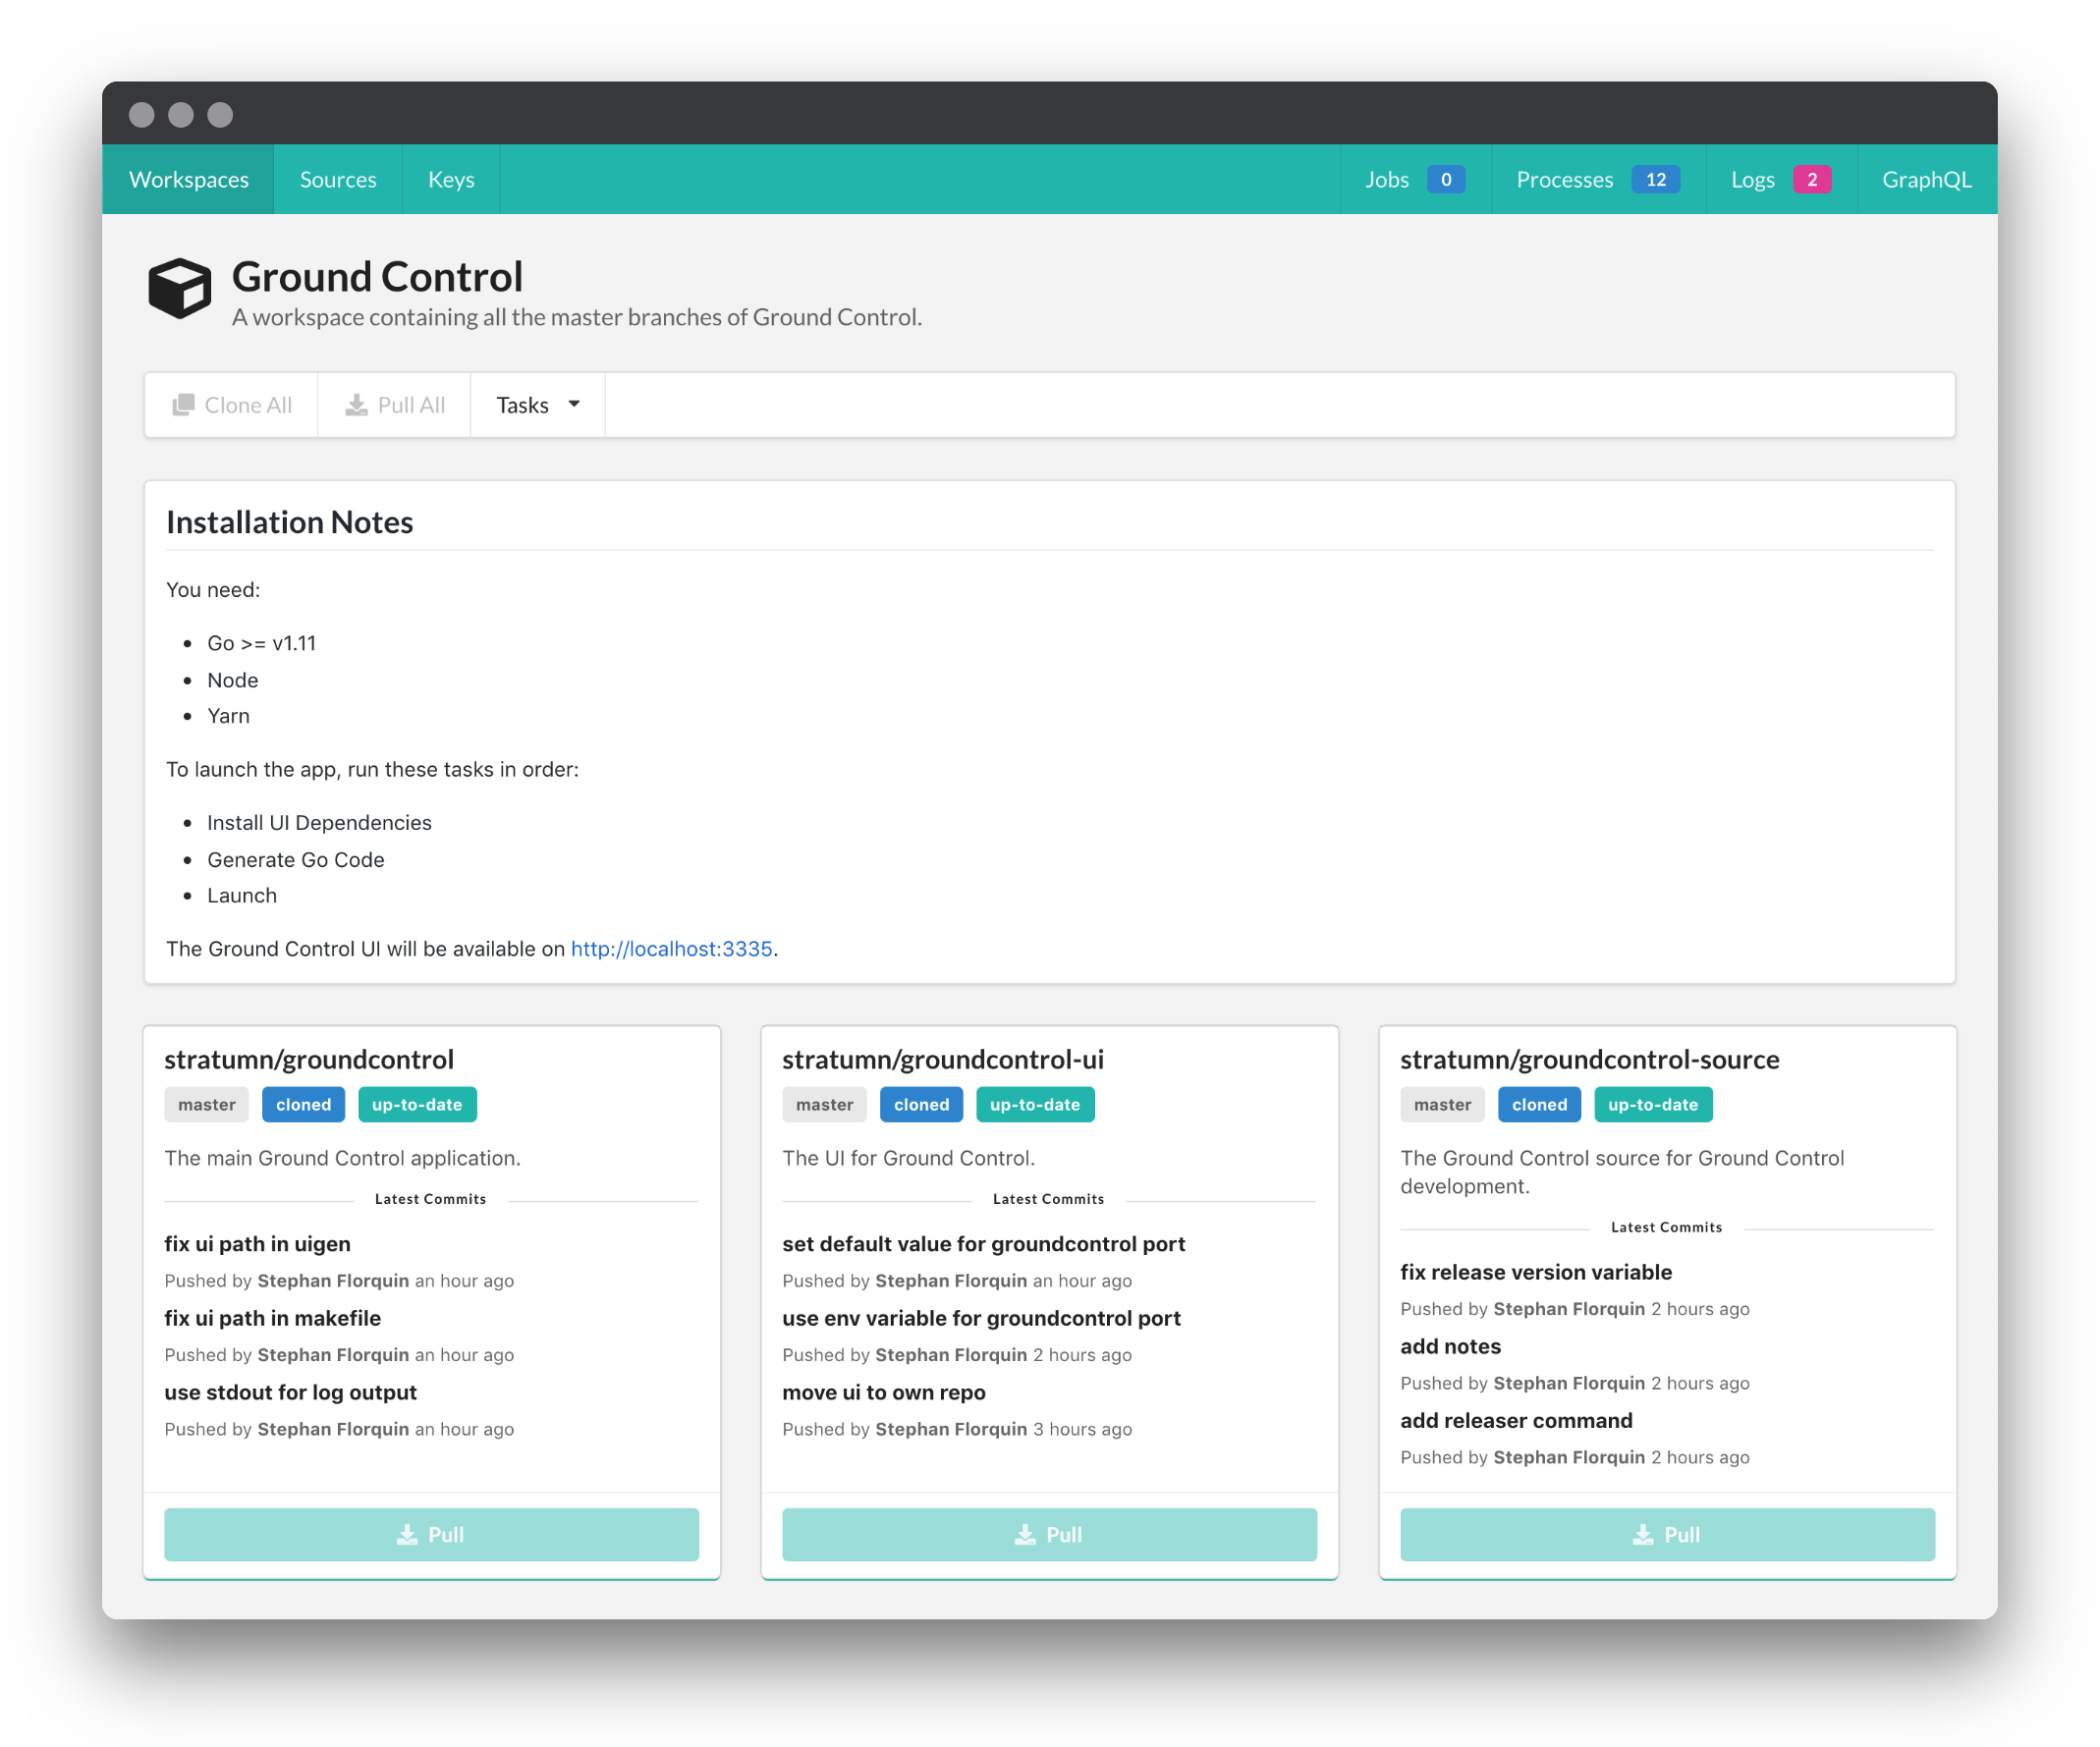 Workspaces Sources Keys Jobs 0 Processes 12 Logs 2 GraphQL
Ground Control
A workspace containing all the master branches of Ground Control.
Clone All Pull All Tasks
Installation Notes
You need:
• Go >= v1.11
• Node
• Yarn
To launch the app, run these tasks in order:
• Install UI Dependencies
• Generate Go Code
• Launch
The Ground Control UI will be available on http://localhost:3335.
stratumn/groundcontrol
master cloned up-to-date
The main Ground Control application.
Latest Commits
fix ui path in uigen
Pushed by Stephan Florquin an hour ago
fix ui path in makefile
Pushed by Stephan Florquin an hour ago
use stdout for log output
Pushed by Stephan Florquin an hour ago
Pull
stratumn/groundcontrol-ui
master cloned up-to-date
The UI for Ground Control.
Latest Commits
set default value for groundcontrol port
Pushed by Stephan Florquin an hour ago
use env variable for groundcontrol port
Pushed by Stephan Florquin 2 hours ago
move ui to own repo
Pushed by Stephan Florquin 3 hours ago
Pull
stratumn/groundcontrol-source
master cloned up-to-date
The Ground Control source for Ground Control
development.
Latest Commits
fix release version variable
Pushed by Stephan Florquin 2 hours ago
add notes
Pushed by Stephan Florquin 2 hours ago
add releaser command
Pushed by Stephan Florquin 2 hours ago
Pull